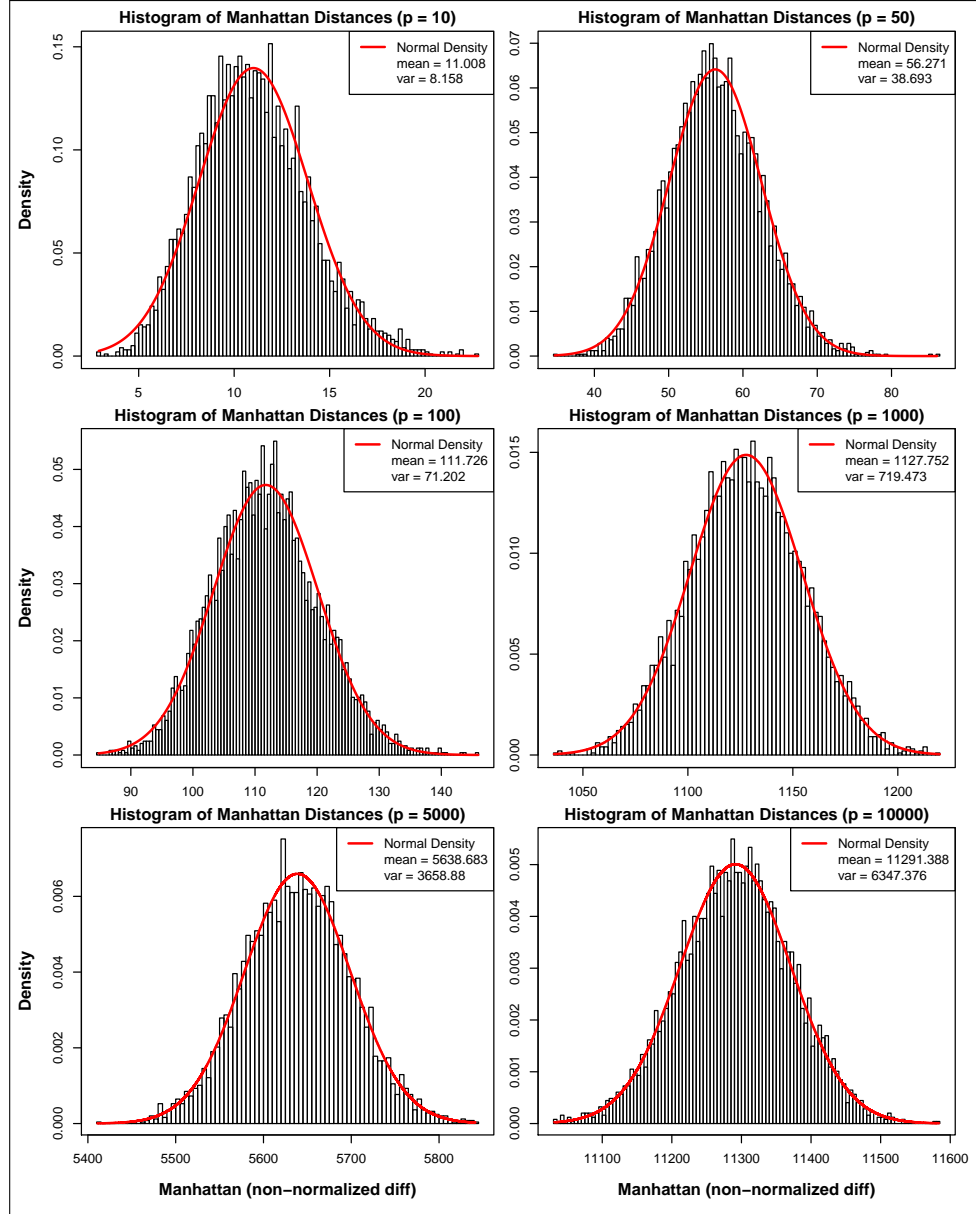 Histogram of Manhattan Distances (p = 10)
Normal Density
mean = 11.008
var = 8.158
Density
0.00 0.05 0.10 0.15
5 10 15 20
Histogram of Manhattan Distances (p = 50)
Normal Density
mean = 56.271
var = 38.693
0.00 0.01 0.02 0.03 0.04 0.05 0.06 0.07
40 50 60 70 80
Histogram of Manhattan Distances (p = 100)
Normal Density
mean = 111.726
var = 71.202
Density
0.00 0.01 0.02 0.03 0.04 0.05
90 100 110 120 130 140
Histogram of Manhattan Distances (p = 1000)
Normal Density
mean = 1127.752
var = 719.473
0.000 0.005 0.010 0.015
1050 1100 1150 1200
Histogram of Manhattan Distances (p = 5000)
Normal Density
mean = 5638.683
var = 3658.88
Density
0.000 0.002 0.004 0.006
5400 5500 5600 5700 5800
Manhattan (non−normalized diff)
Histogram of Manhattan Distances (p = 10000)
Normal Density
mean = 11291.388
var = 6347.376
0.000 0.001 0.002 0.003 0.004 0.005
11100 11200 11300 11400 11500 11600
Manhattan (non−normalized diff)